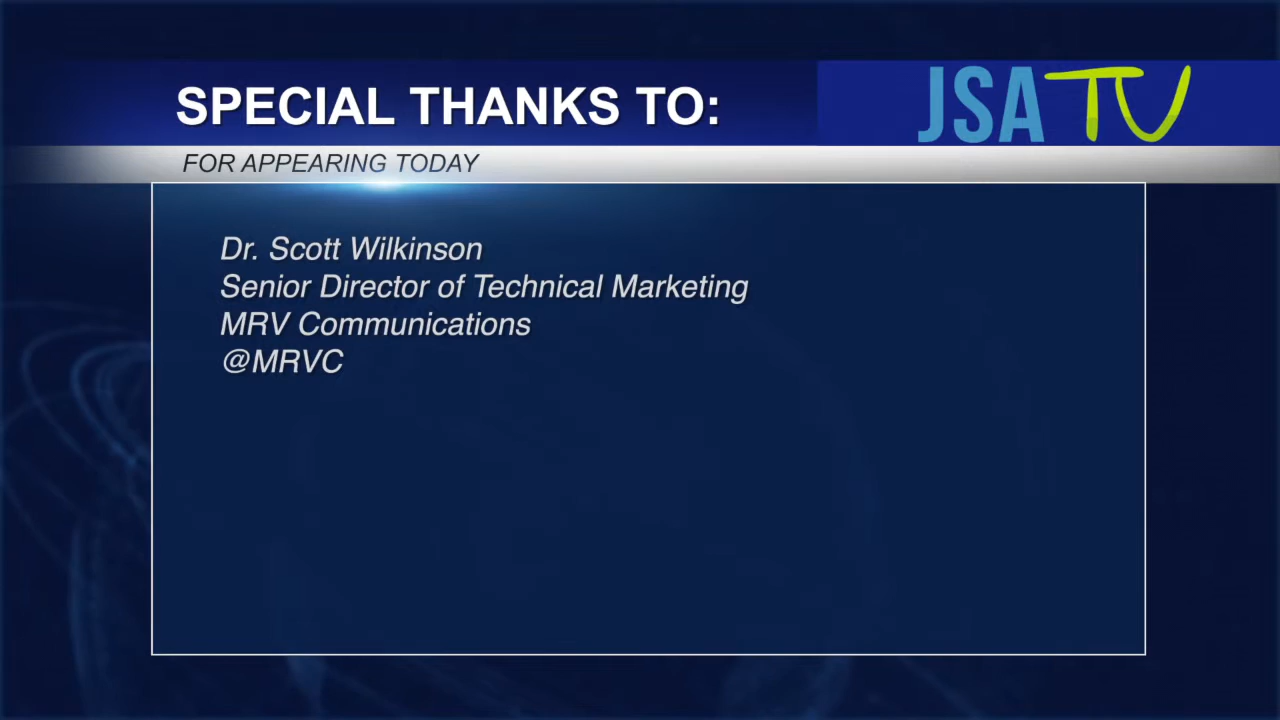 SPECIAL THANKS TO:
JSA TV
FOR APPEARING TODAY
Dr. Scott Wilkinson
Senior Director of Technical Marketing
MRV Communications
@MRVC